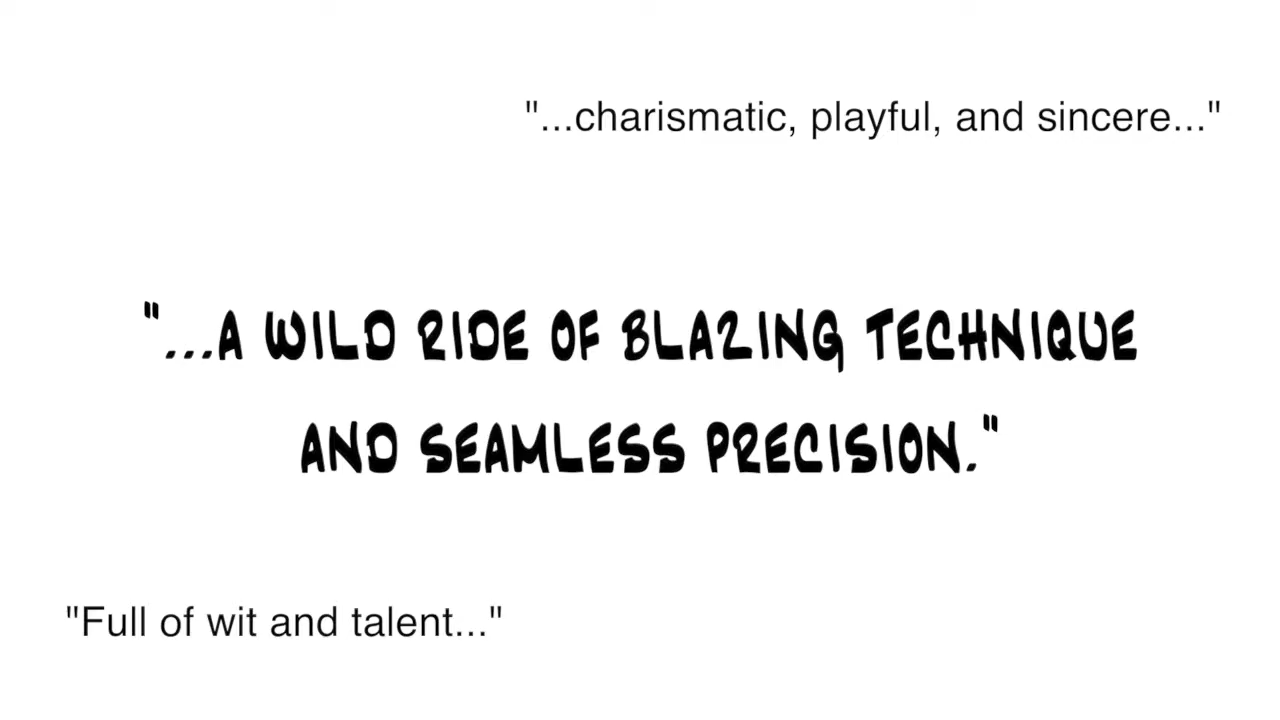 "...charismatic, playful, and sincere..."
"...A WILD RIDE OF BLAZING TECHNIQUE
AND SEAMLESS PRECISION."
"Full of wit and talent..."